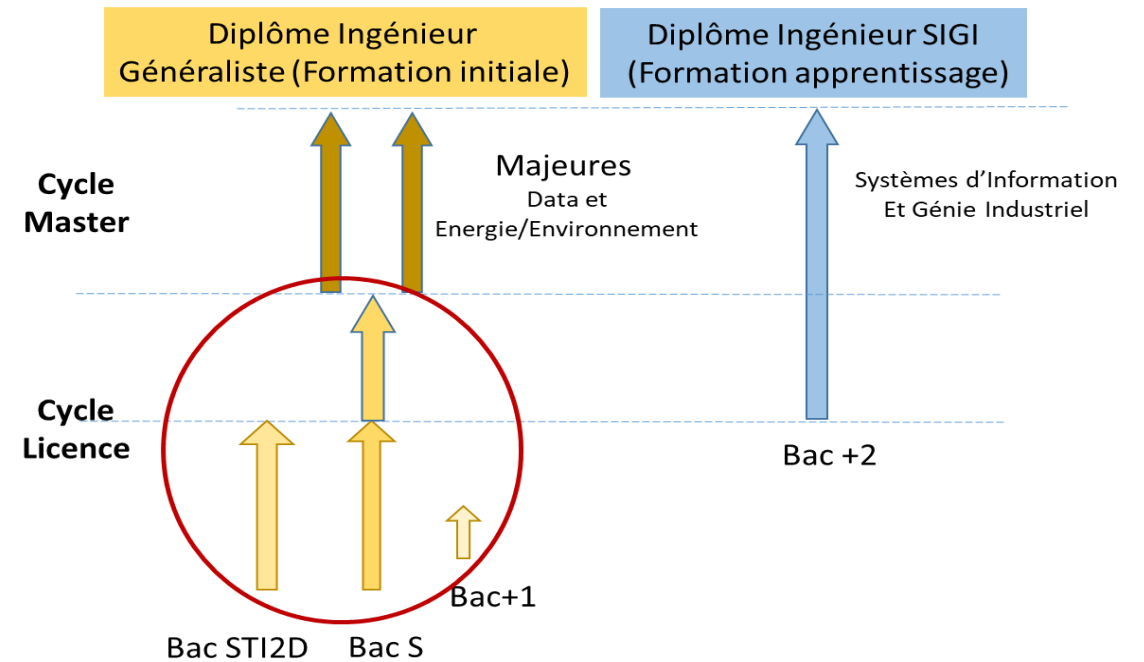 Diplôme Ingénieur
Généraliste (Formation initiale)
Diplôme Ingénieur SIGI
(Formation apprentissage)
Cycle
Master
Majeures
Data et
Energie/Environnement
Systèmes d’Information
Et Génie Industriel
Cycle
Licence
Bac +2
Bac+1
Bac STI2D
Bac S